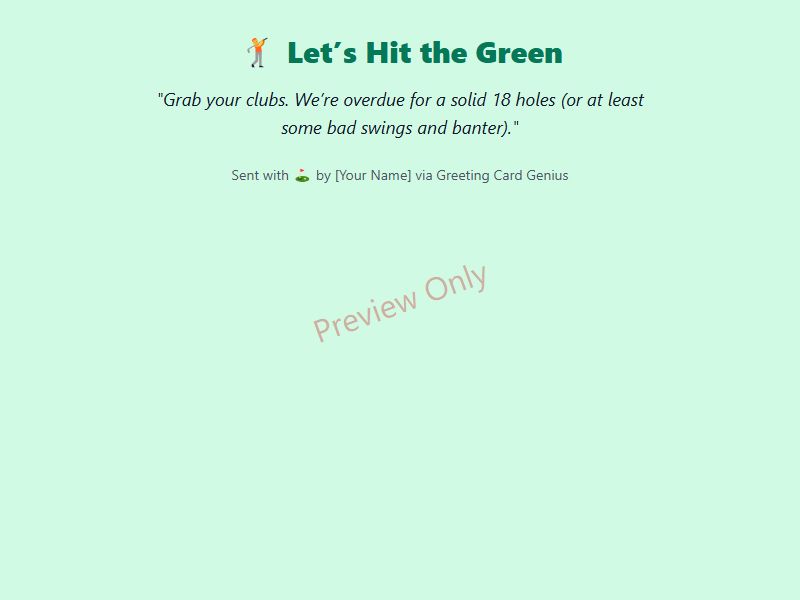 🏌️ Let’s Hit the Green
"Grab your clubs. We’re overdue for a solid 18 holes (or at least
some bad swings and banter)."
Sent with ⛳ by [Your Name] via Greeting Card Genius
Preview Only